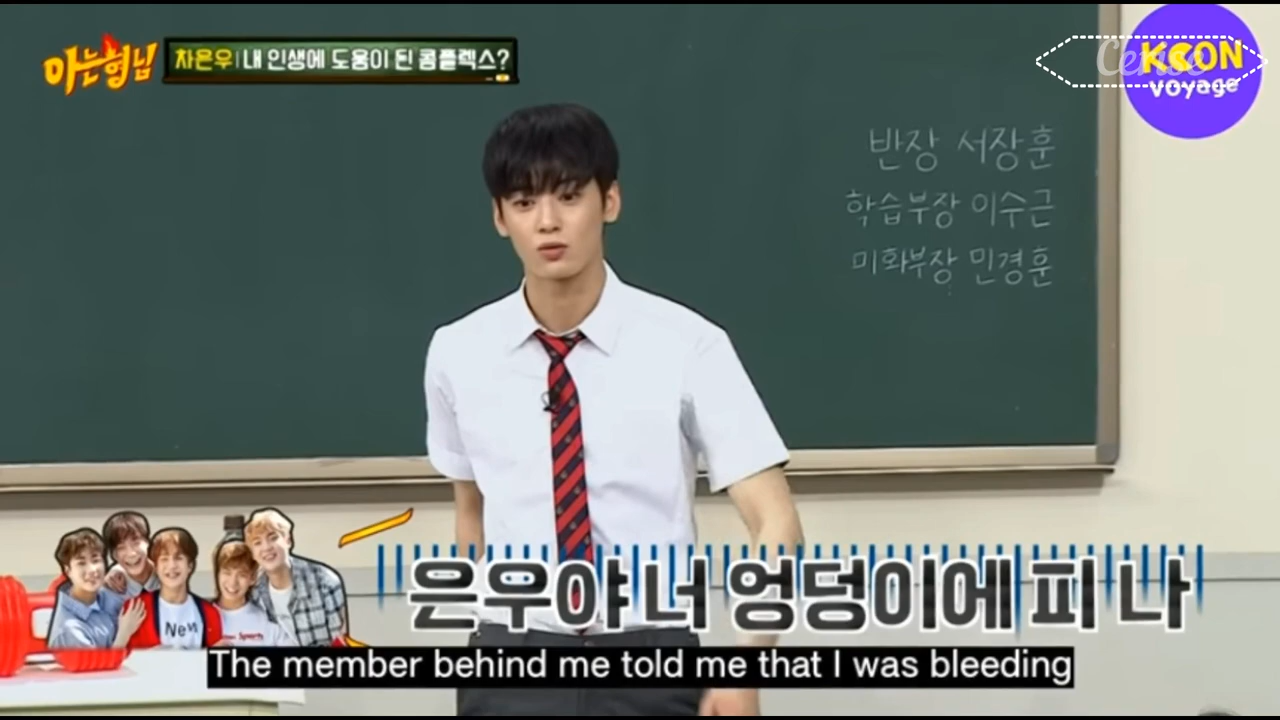 아는형님
차은우 | 내 인생에 도움이 된 콤플렉스?
KCON
voyage
반장 서장훈
학습부장 이수근
미화부장 민경훈
New
Sports
은우야 너 엉덩이에 피 나
The member behind me told me that I was bleeding